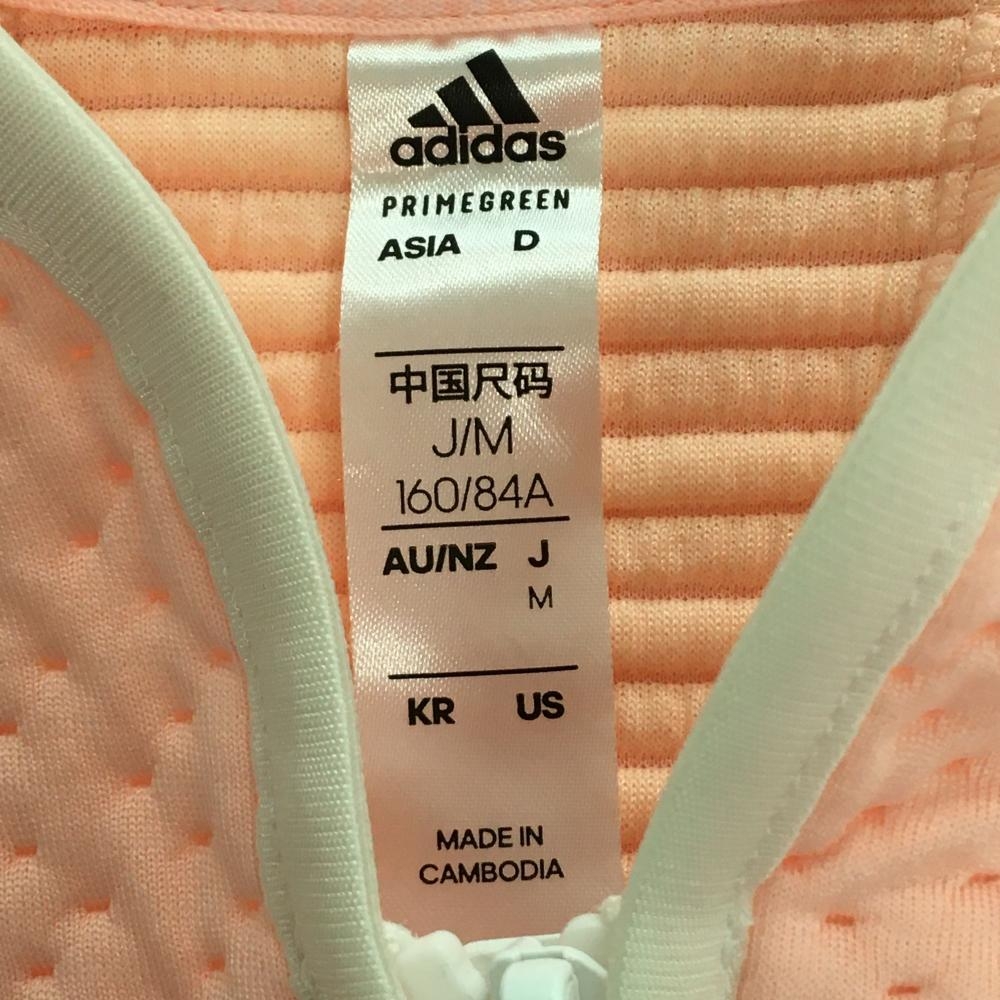 adidas
PRIMEGREEN
ASIA D
中国尺码
J/M
160/84A
AU/NZ J
M
KR US
MADE IN
CAMBODIA